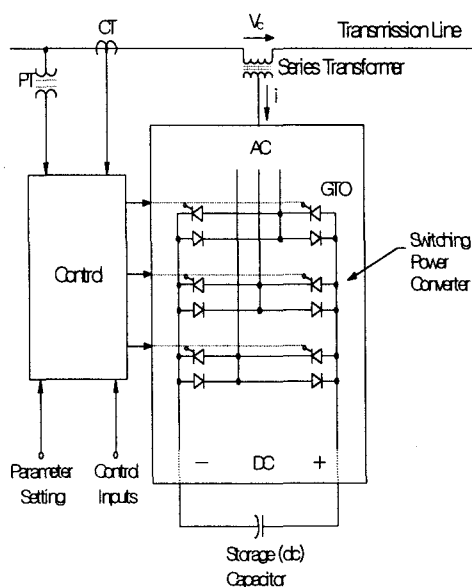 CT
V_c
Transmission Line
PT
Series Transformer
i
AC
GTO
Control
Switching
Power
Converter
Parameter
Setting
Control
Inputs
− DC +
Storage (dc)
Capacitor